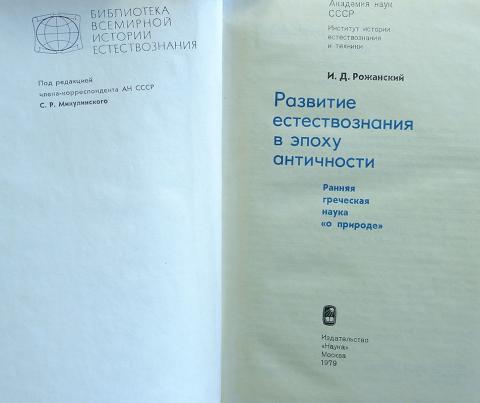 БИБЛИОТЕКА
ВСЕМИРНОЙ
ИСТОРИИ
ЕСТЕСТВОЗНАНИЯ
Под редакцией
члена-корреспондента АН СССР
С. Р. Микулинского
Академия наук
СССР
Институт истории
естествознания
и техники
И. Д. Рожанский
Развитие
естествознания
в эпоху
античности
Ранняя
греческая
наука
«о природе»
Издательство
«Наука»
Москва
1979